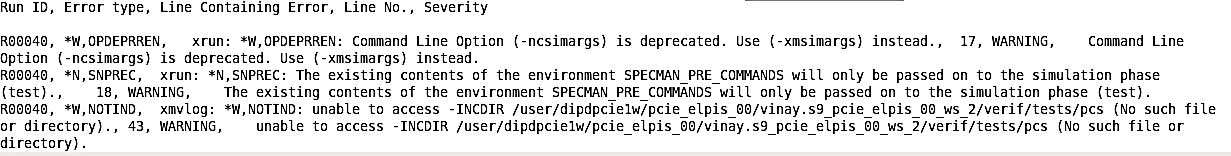 Run ID, Error type, Line Containing Error, Line No., Severity
R00040, *W,OPDEPRREN,   xrun: *W,OPDEPRREN: Command Line Option (-ncsimargs) is deprecated. Use (-xmsimargs) instead.,  17, WARNING,    Command Line
Option (-ncsimargs) is deprecated. Use (-xmsimargs) instead.
R00040, *N,SNPREC,  xrun: *N,SNPREC: The existing contents of the environment SPECMAN_PRE_COMMANDS will only be passed on to the simulation phase
(test).,    18, WARNING,    The existing contents of the environment SPECMAN_PRE_COMMANDS will only be passed on to the simulation phase (test).
R00040, *W,NOTIND,  xmvlog: *W,NOTIND: unable to access -INCDIR /user/dipdpcie1w/pcie_elpis_00/vinay.s9_pcie_elpis_00_ws_2/verif/tests/pcs (No such file
or directory)., 43, WARNING,    unable to access -INCDIR /user/dipdpcie1w/pcie_elpis_00/vinay.s9_pcie_elpis_00_ws_2/verif/tests/pcs (No such file or
directory).